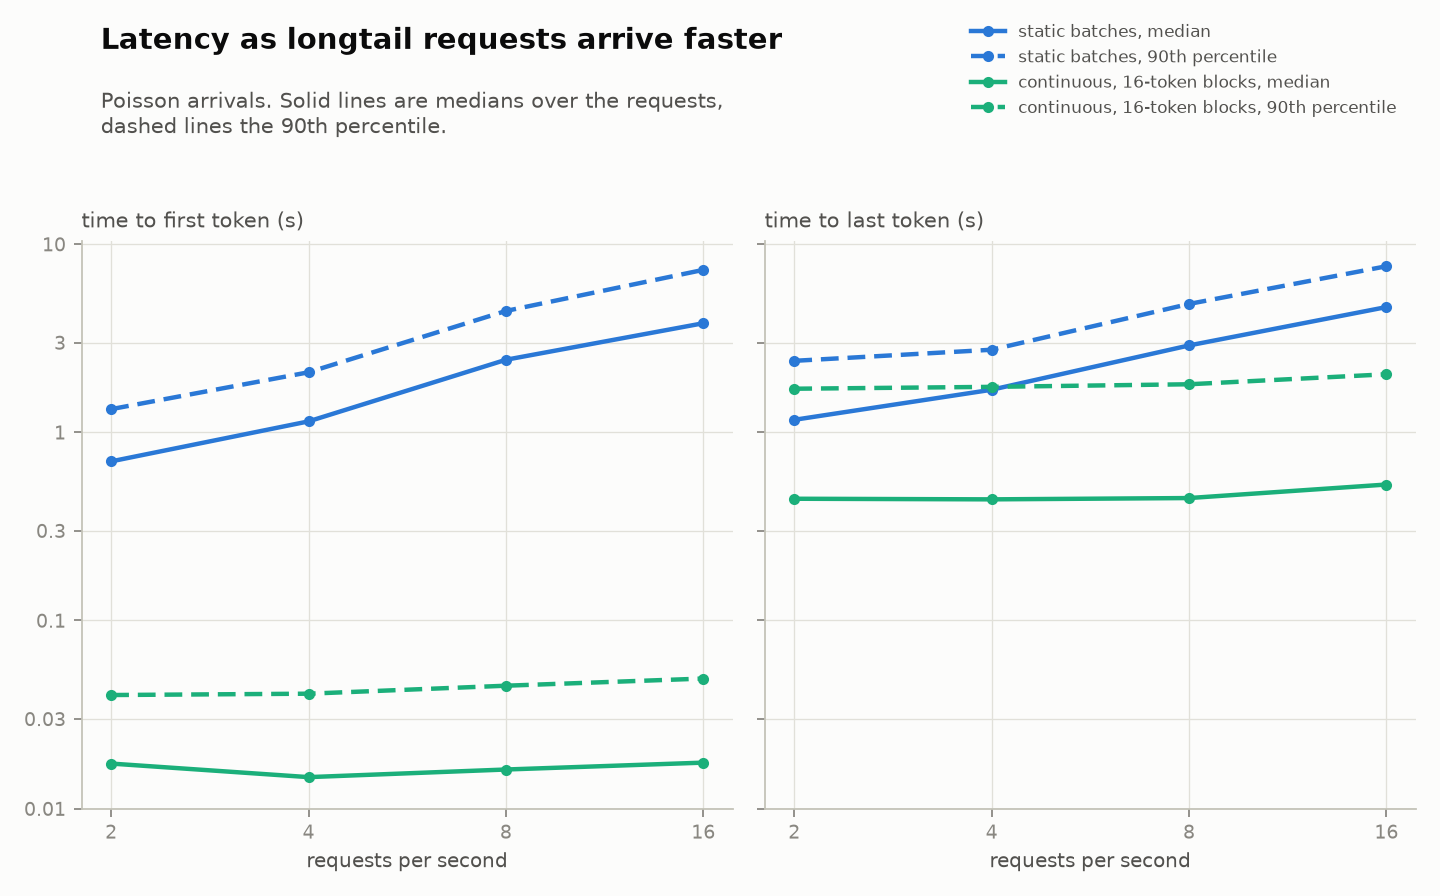 Latency as longtail requests arrive faster
Poisson arrivals. Solid lines are medians over the requests,
dashed lines the 90th percentile.
static batches, median
static batches, 90th percentile
continuous, 16-token blocks, median
continuous, 16-token blocks, 90th percentile
time to first token (s)
10
3
1
0.3
0.1
0.03
0.01
2 4 8 16
requests per second
time to last token (s)
2 4 8 16
requests per second